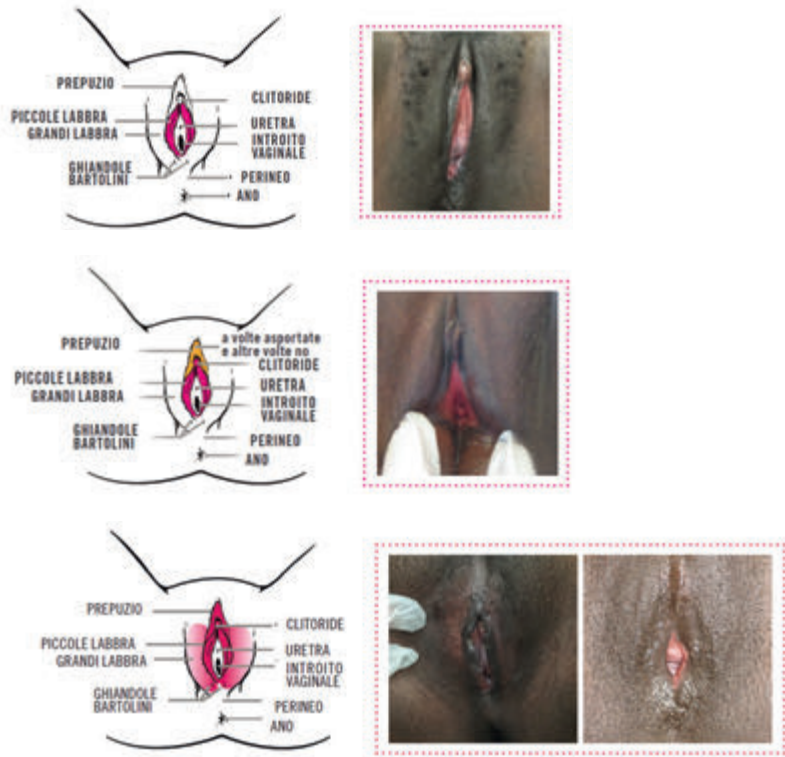 PREPUZIO
CLITORIDE
PICCOLE LABBRA
GRANDI LABBRA
URETRA
INTROITO
VAGINALE
GHIANDOLE
BARTOLINI
PERINEO
ANO
PREPUZIO
a volte asportate
e altre volte no
CLITORIDE
PICCOLE LABBRA
GRANDI LABBRA
URETRA
INTROITO
VAGINALE
GHIANDOLE
BARTOLINI
PERINEO
ANO
PREPUZIO
CLITORIDE
PICCOLE LABBRA
GRANDI LABBRA
URETRA
INTROITO
VAGINALE
GHIANDOLE
BARTOLINI
PERINEO
ANO